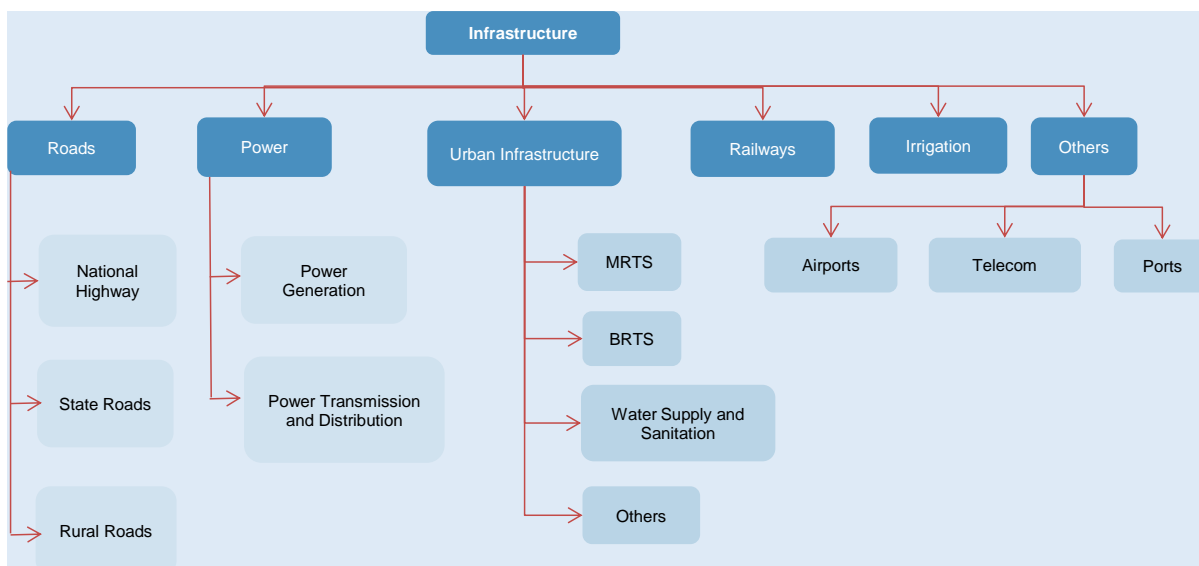 Infrastructure
Roads
Power
Urban Infrastructure
Railways
Irrigation
Others
National
Highway
State Roads
Rural Roads
Power
Generation
Power Transmission
and Distribution
MRTS
BRTS
Water Supply and
Sanitation
Others
Airports
Telecom
Ports